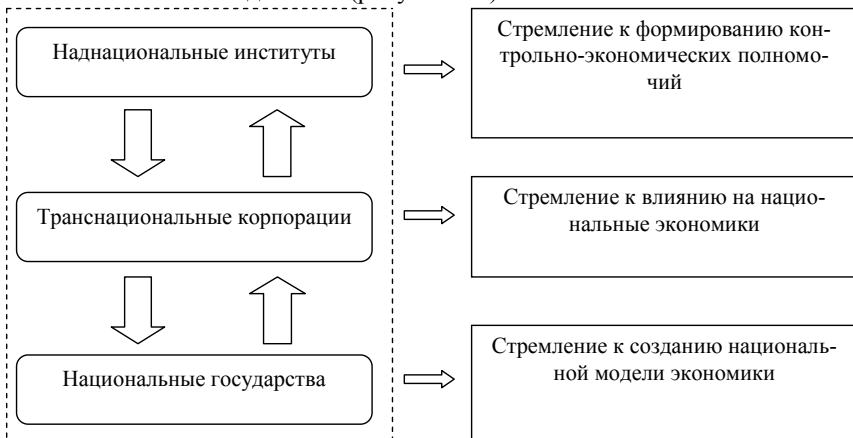 Наднациональные институты
Стремление к формированию кон-
трольно-экономических полномо-
чий
Транснациональные корпорации
Стремление к влиянию на нацио-
нальные экономики
Национальные государства
Стремление к созданию националь-
ной модели экономики